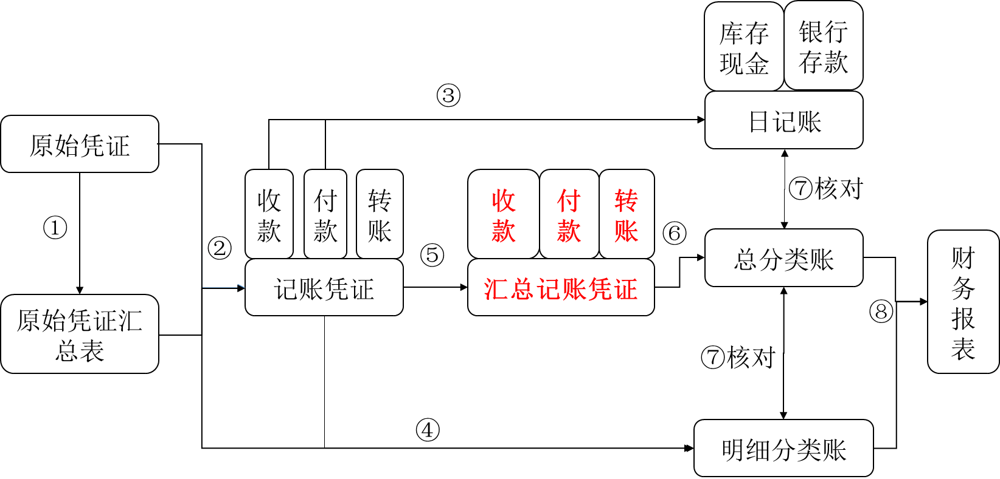 库存
现金
银行
存款
③
日记账
原始凭证
⑦核对
收
款
付
款
转
账
收
款
付
款
转
账
①
②
⑤
⑥
总分类账
财
务
报
表
记账凭证
汇总记账凭证
⑧
原始凭证汇
总表
⑦核对
④
明细分类账